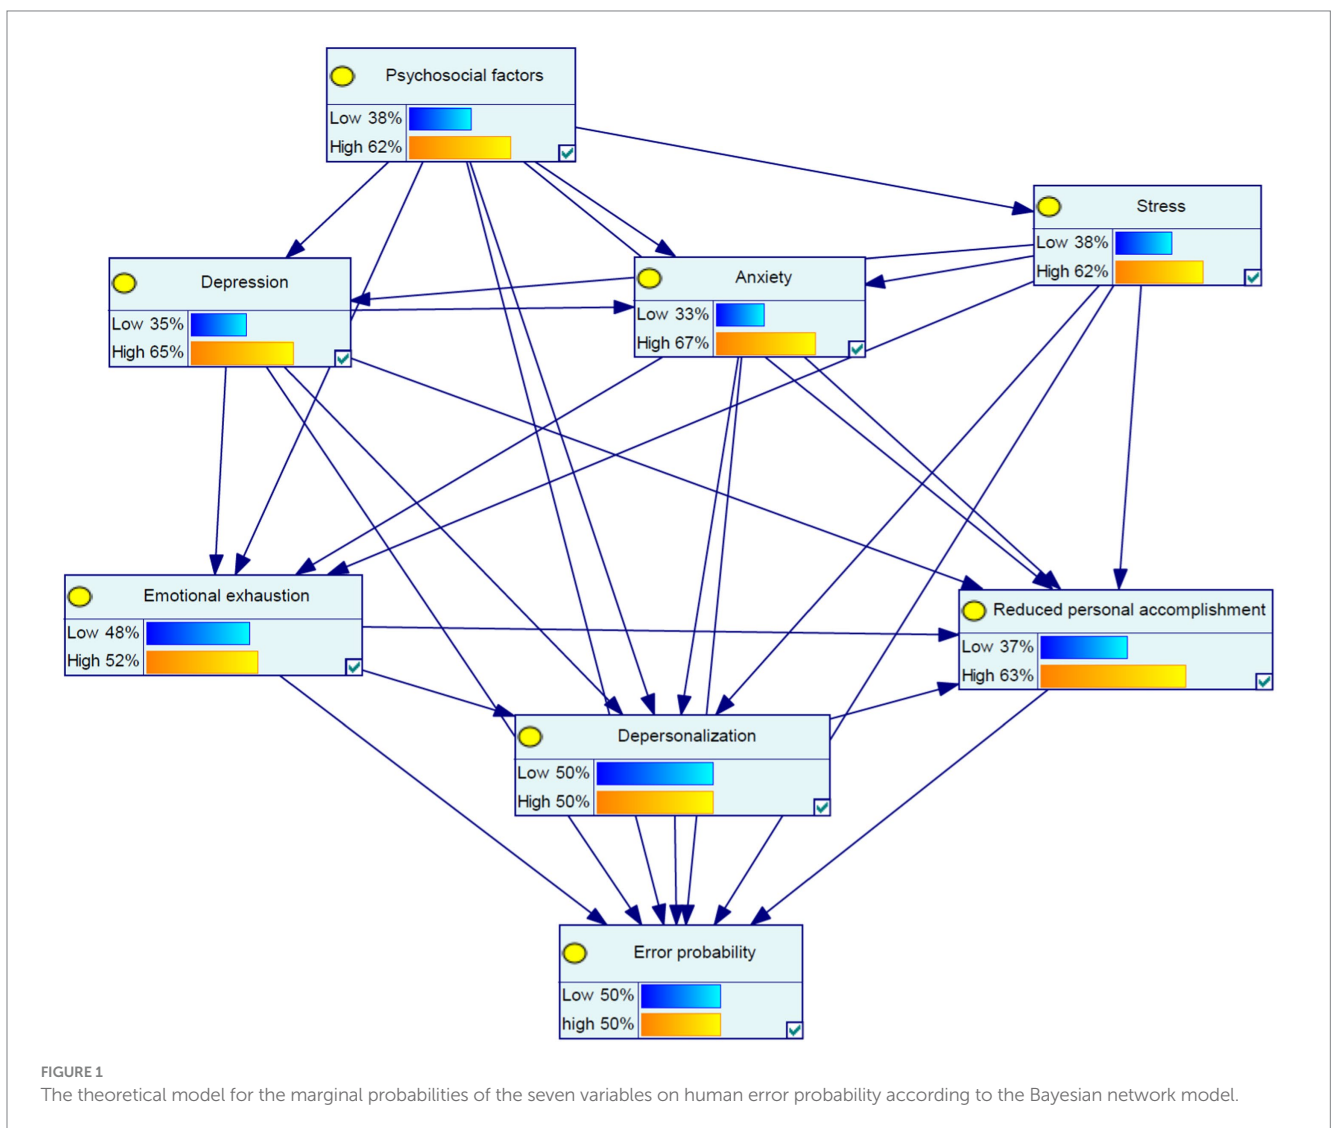 Psychosocial factors
Low 38%
High 62%
Stress
Low 38%
High 62%
Depression
Low 35%
High 65%
Anxiety
Low 33%
High 67%
Emotional exhaustion
Low 48%
High 52%
Reduced personal accomplishment
Low 37%
High 63%
Depersonalization
Low 50%
High 50%
Error probability
Low 50%
high 50%
FIGURE 1
The theoretical model for the marginal probabilities of the seven variables on human error probability according to the Bayesian network model.